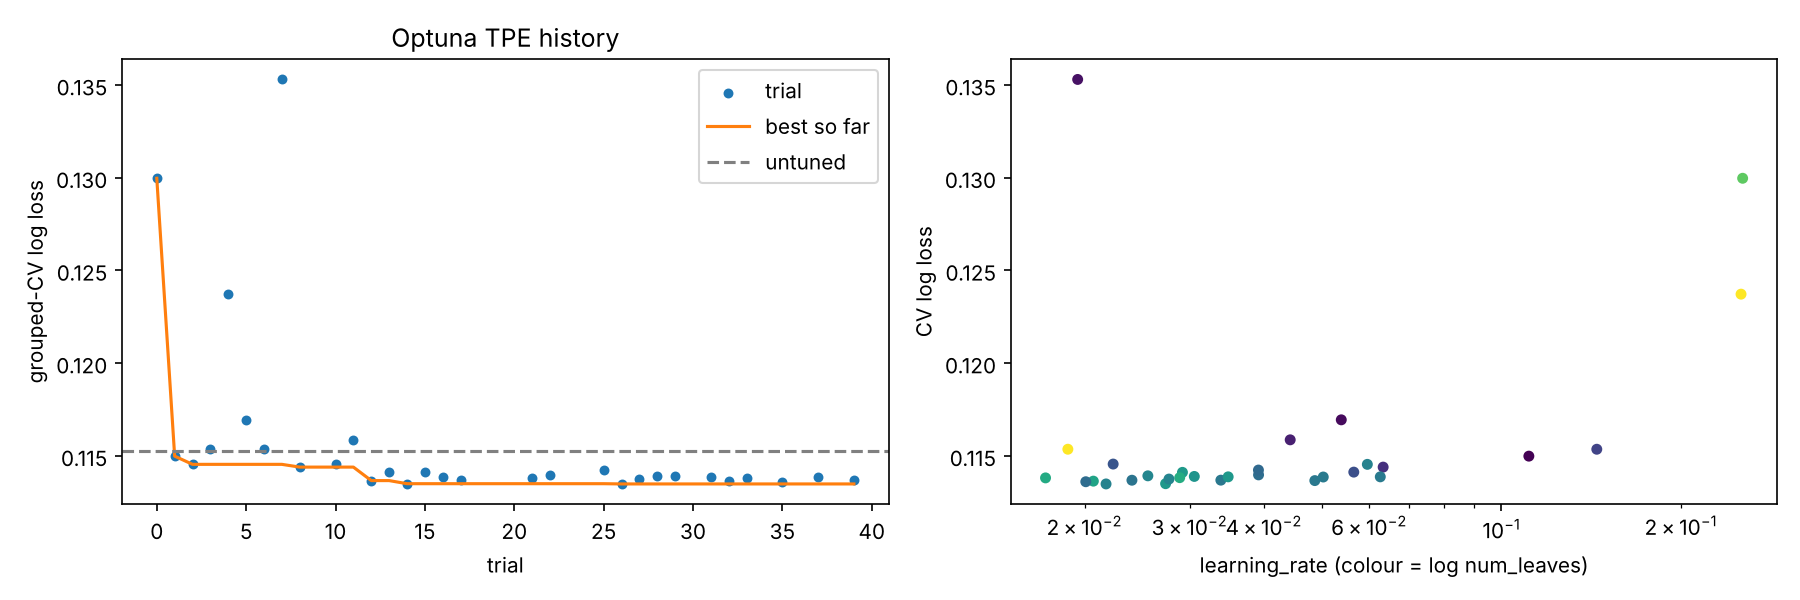 Optuna TPE history
grouped-CV log loss
0.135
0.130
0.125
0.120
0.115
trial
best so far
untuned
0 5 10 15 20 25 30 35 40
trial
CV log loss
0.135
0.130
0.125
0.120
0.115
2 × 10⁻² 3 × 10⁻² 4 × 10⁻² 6 × 10⁻² 10⁻¹ 2 × 10⁻¹
learning_rate (colour = log num_leaves)